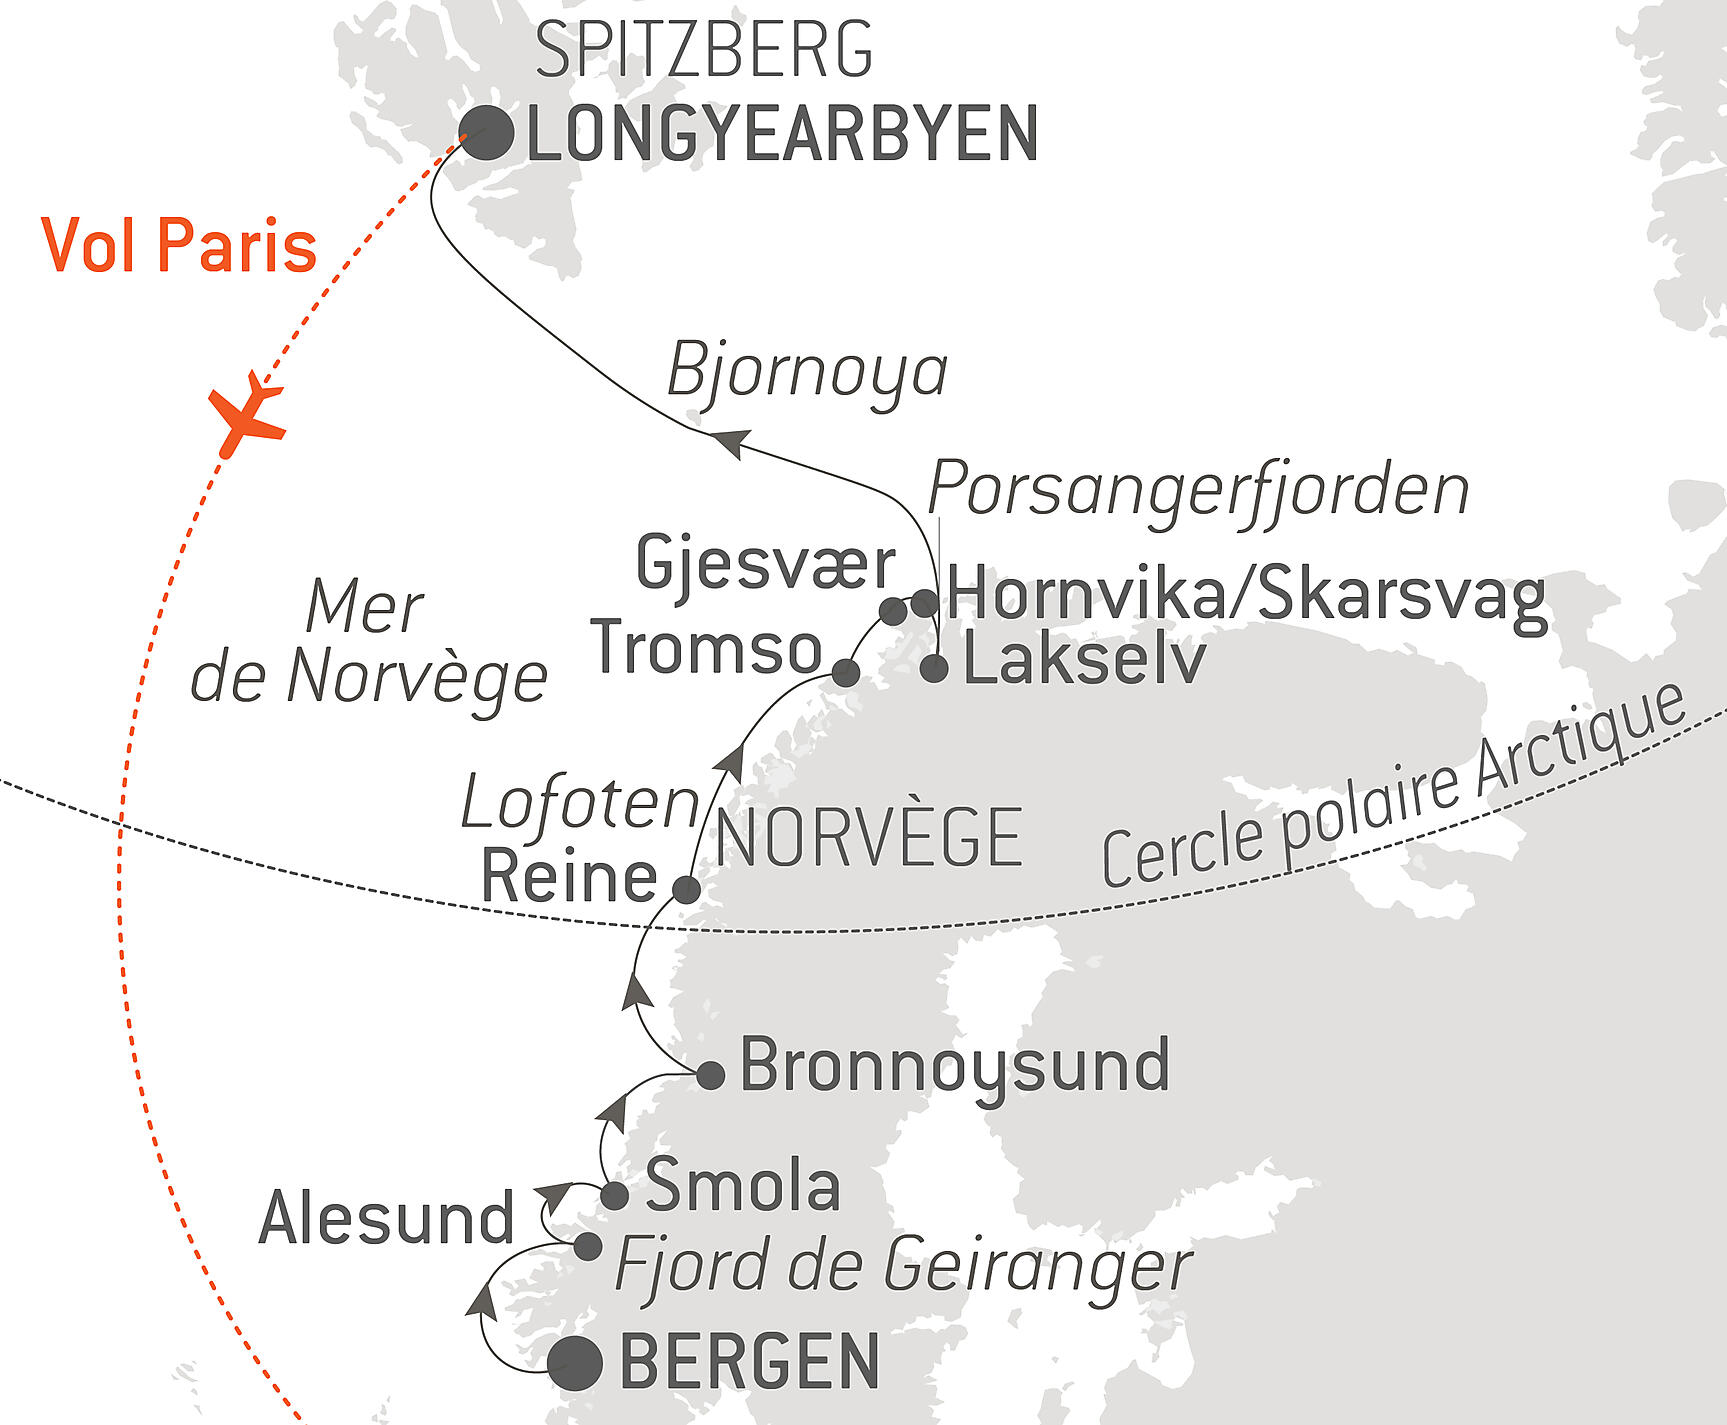 SPITZBERG
LONGYEARBYEN
Vol Paris
Bjornoya
Porsangerfjorden
Gjesvær
Hornvika/Skarsvag
Mer
de Norvège
Tromso
Lakselv
Cercle polaire Arctique
Lofoten
NORVÈGE
Reine
Bronnoysund
Smola
Alesund
Fjord de Geiranger
BERGEN